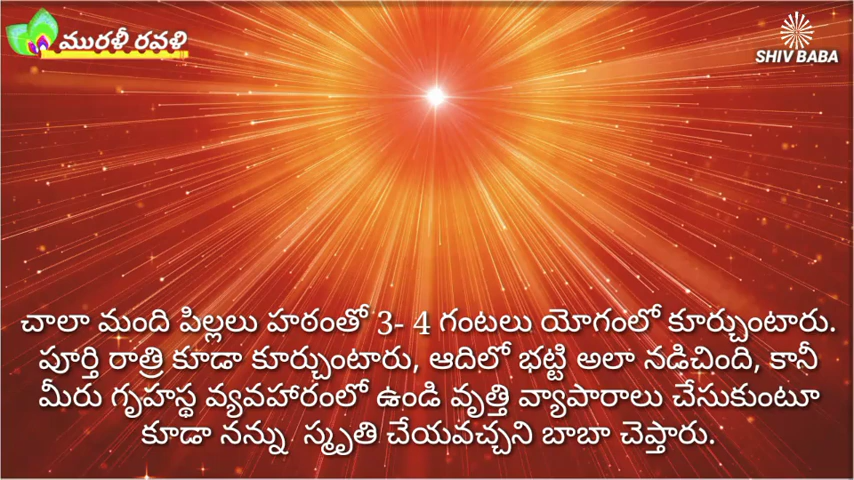 మురళీ రవళి
SHIV BABA
చాలా మంది పిల్లలు హఠంతో 3- 4 గంటలు యోగంలో కూర్చుంటారు.
పూర్తి రాత్రి కూడా కూర్చుంటారు, ఆదిలో భట్టి అలా నడిచింది, కానీ
మీరు గృహస్థ వ్యవహారంలో ఉండి వృత్తి వ్యాపారాలు చేసుకుంటూ
కూడా నన్ను స్మృతి చేయవచ్చని బాబా చెప్తారు.